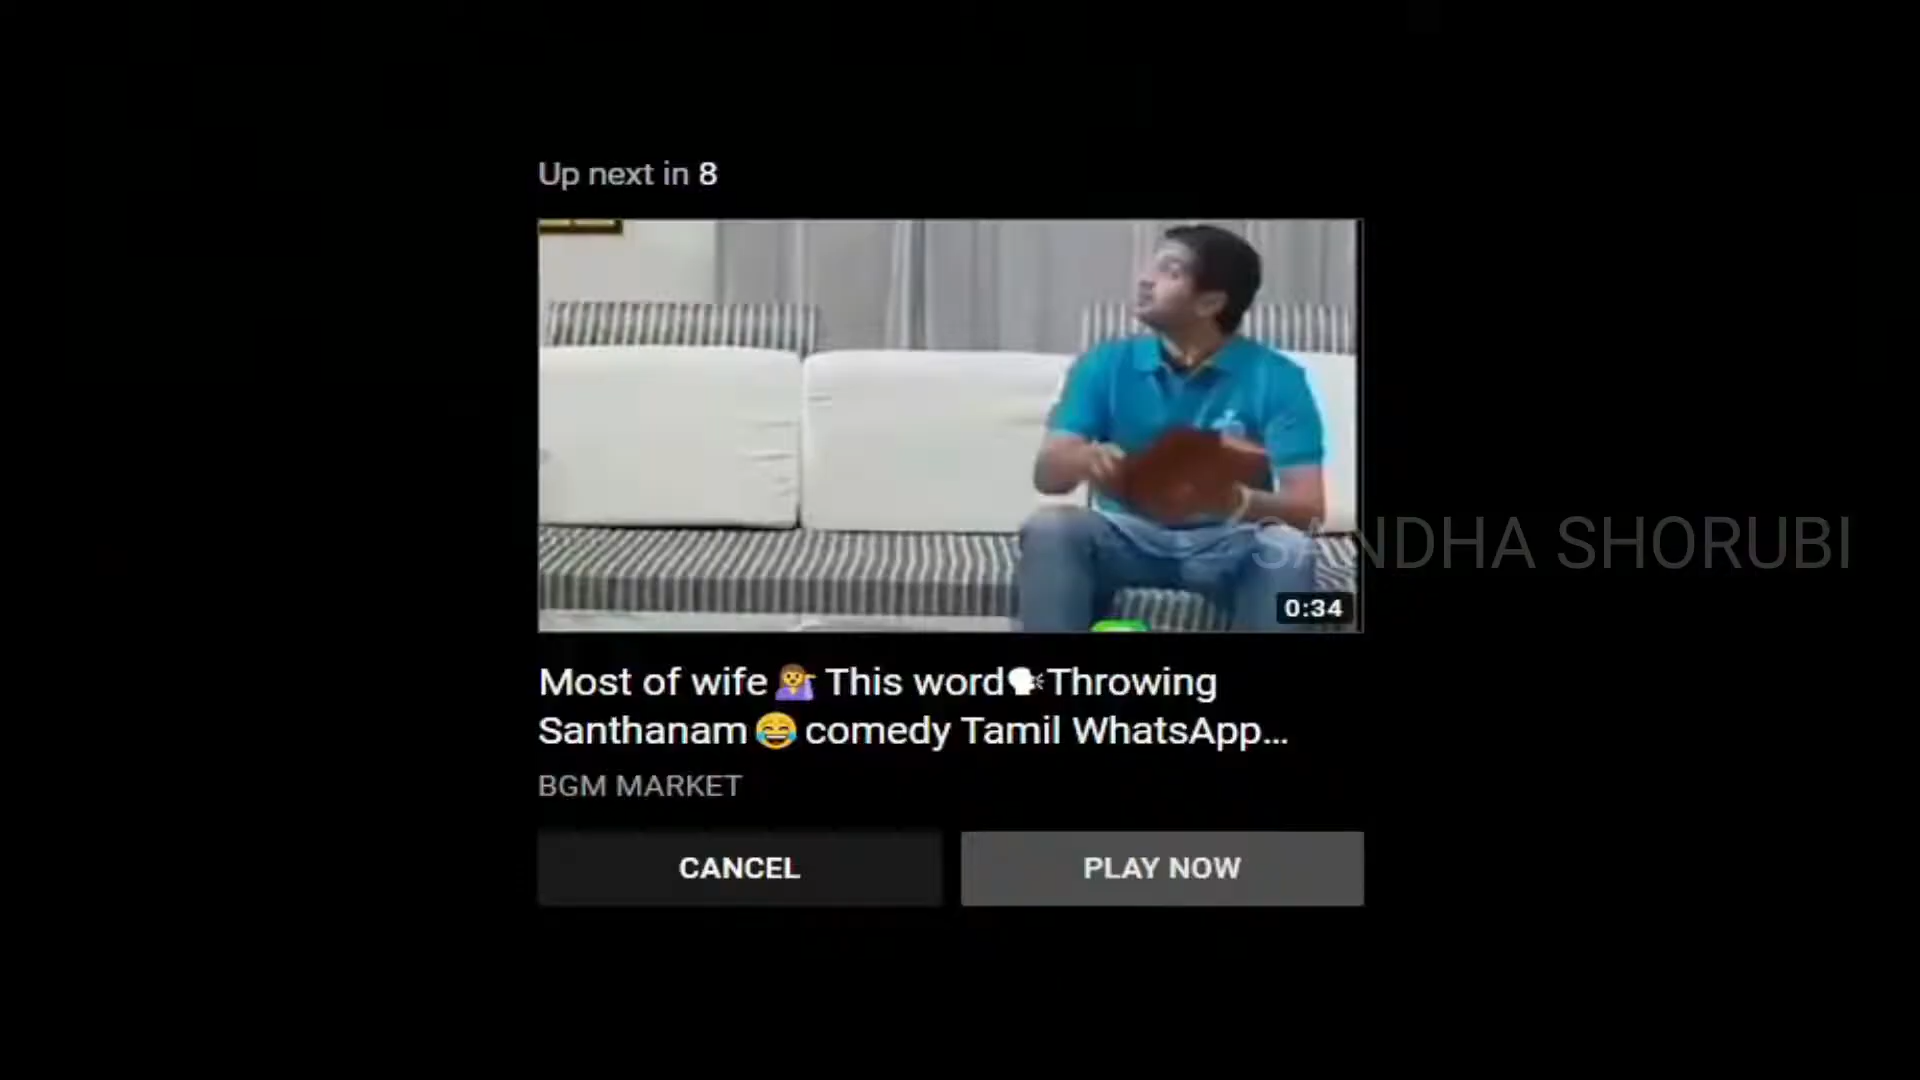 Up next in 8
SANDHA SHORUBI
0:34
Most of wife💁‍♀️ This word🗣Throwing
Santhanam😂 comedy Tamil WhatsApp...
BGM MARKET
CANCEL
PLAY NOW